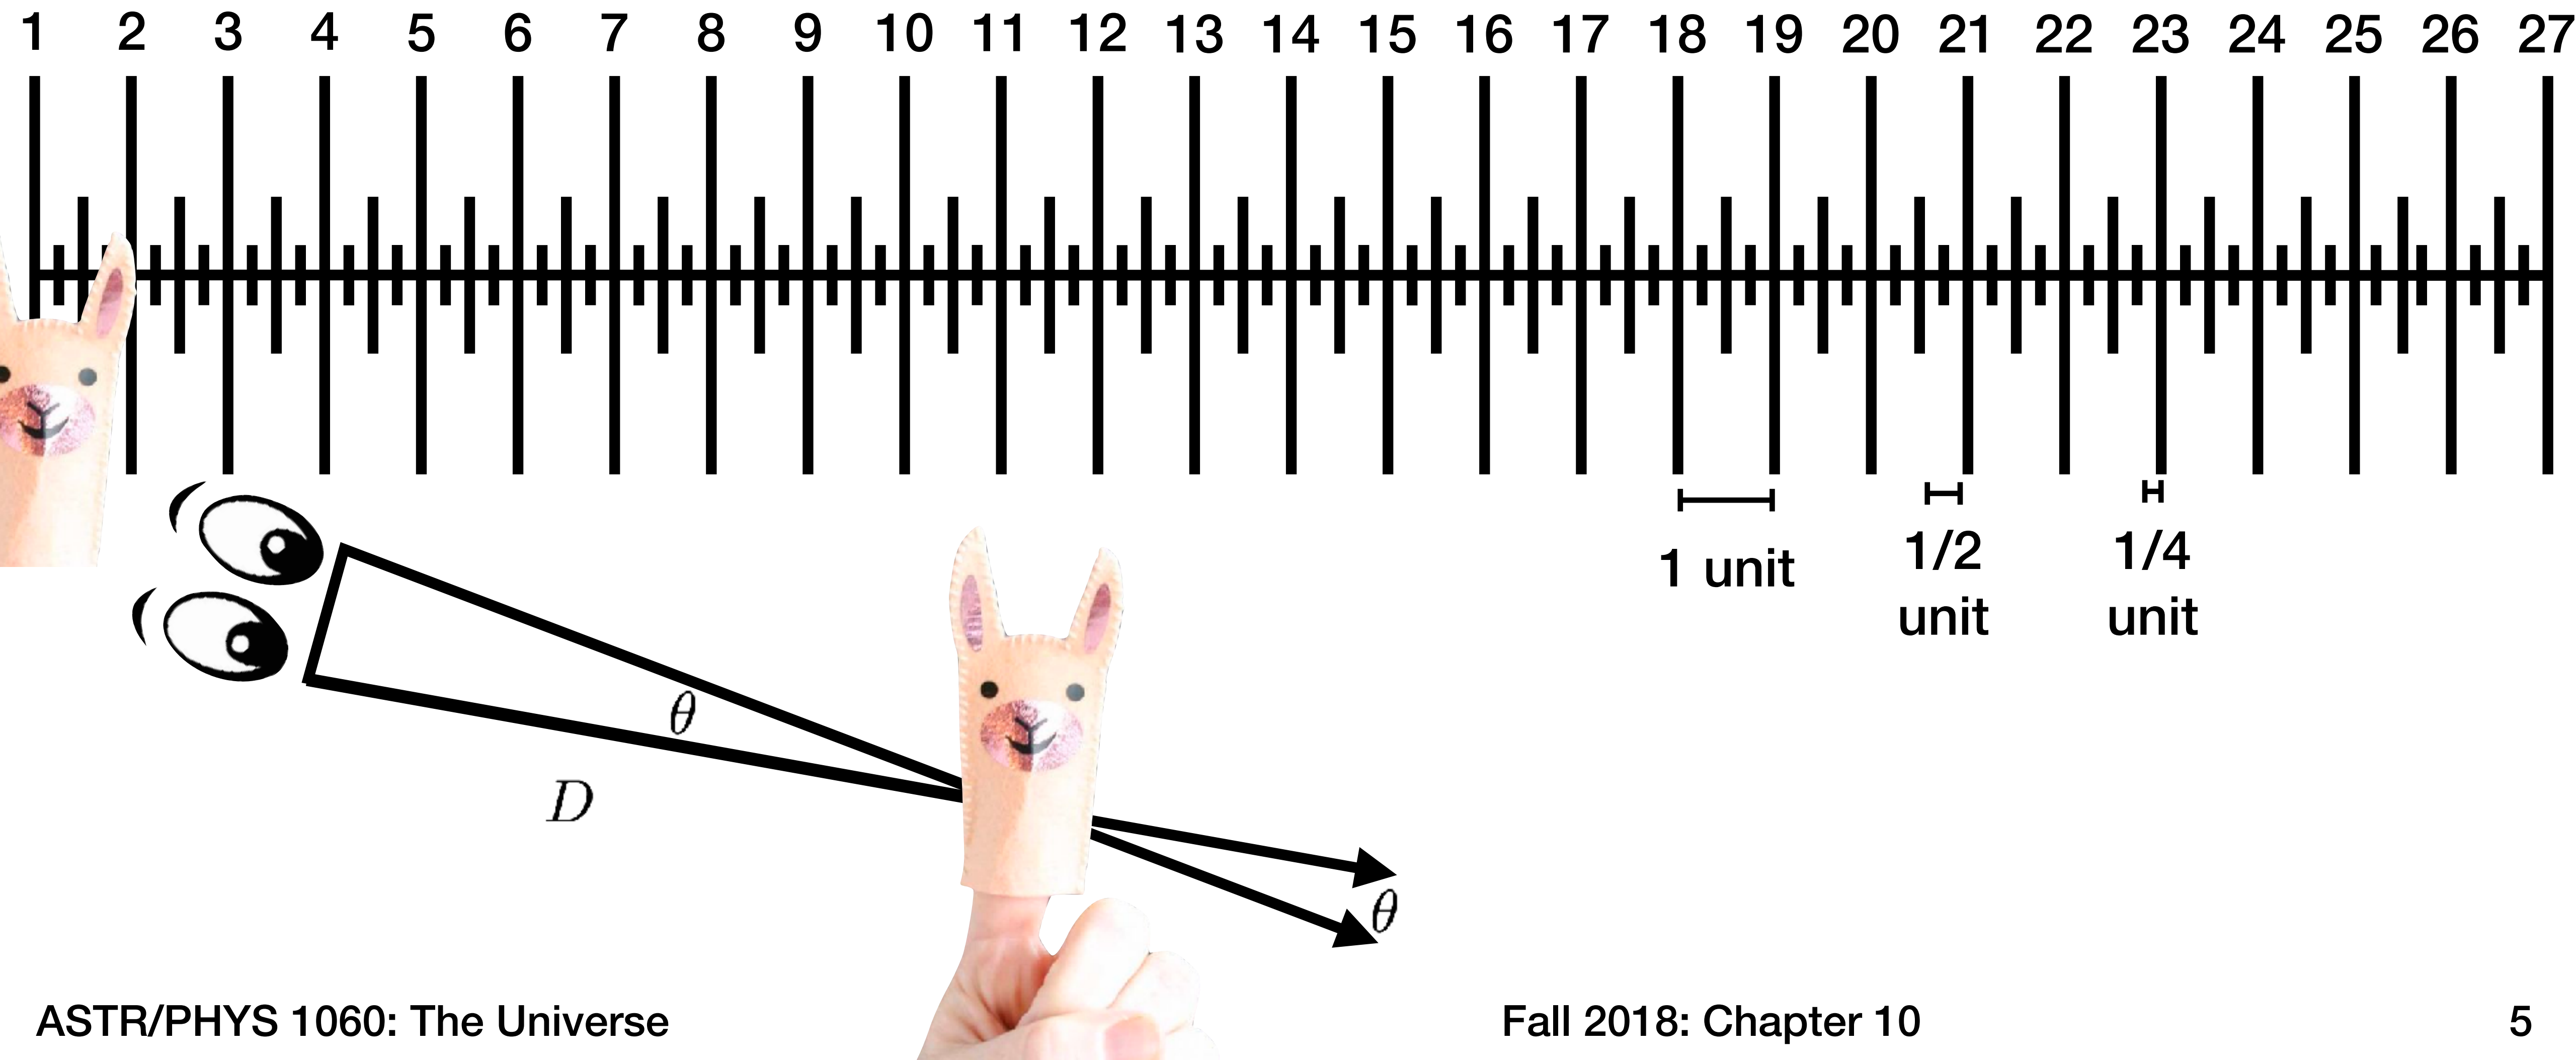 1 2 3 4 5 6 7 8 9 10 11 12 13 14 15 16 17 18 19 20 21 22 23 24 25 26 27
1 unit
1/2
unit
1/4
unit
θ
D
θ
ASTR/PHYS 1060: The Universe
Fall 2018: Chapter 10
5